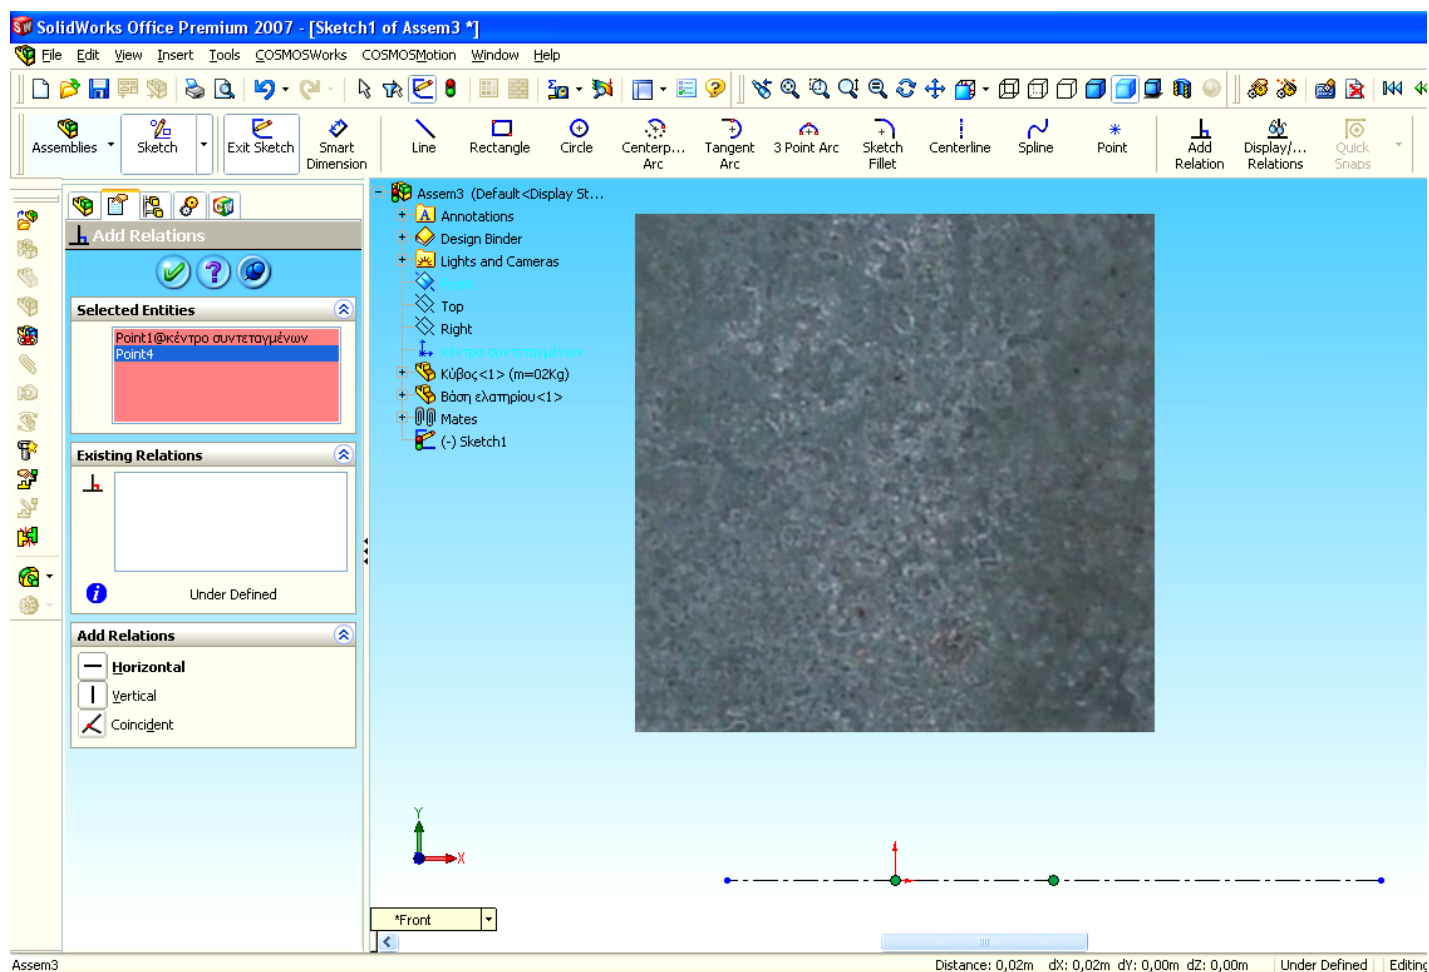 SolidWorks Office Premium 2007 - [Sketch1 of Assem3 *]
File Edit View Insert Tools COSMOSWorks COSMOSMotion Window Help
Assemblies Sketch Exit Sketch Smart Dimension Line Rectangle Circle Centerp... Arc Tangent Arc 3 Point Arc Sketch Fillet Centerline Spline Point Add Relation Display/... Relations Quick Snaps
Add Relations
Selected Entities
Point1@κέντρο συντεταγμένων
Point4
Existing Relations
Under Defined
Add Relations
Horizontal
Vertical
Coincident
Assem3 (Default<Display St...
Annotations
Design Binder
Lights and Cameras
Front
Top
Right
κέντρο συντεταγμένων
Κύβος<1> (m=02Kg)
Βάση ελατηρίου<1>
Mates
(-) Sketch1
Y
X
*Front
Assem3 Distance: 0,02m dX: 0,02m dY: 0,00m dZ: 0,00m Under Defined Editing